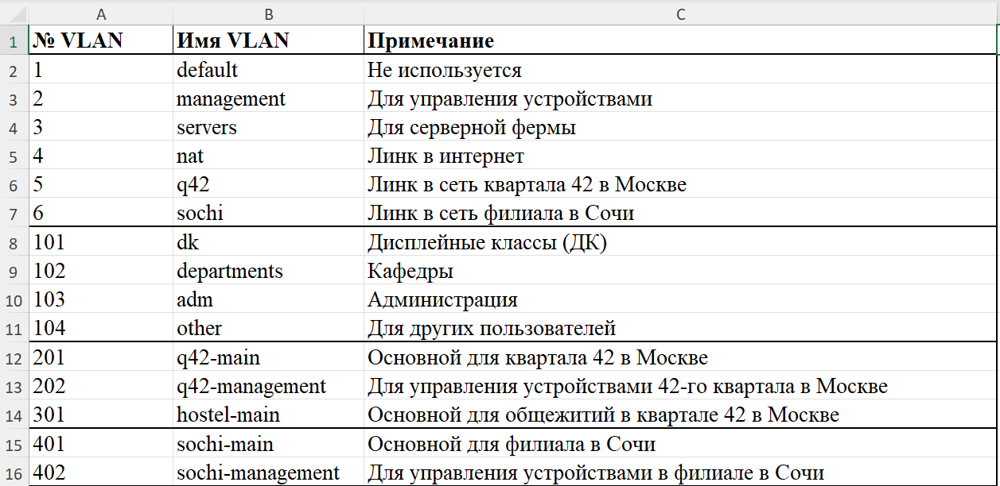 A B C
1 № VLAN Имя VLAN Примечание
2 1 default Не используется
3 2 management Для управления устройствами
4 3 servers Для серверной фермы
5 4 nat Линк в интернет
6 5 q42 Линк в сеть квартала 42 в Москве
7 6 sochi Линк в сеть филиала в Сочи
8 101 dk Дисплейные классы (ДК)
9 102 departments Кафедры
10 103 adm Администрация
11 104 other Для других пользователей
12 201 q42-main Основной для квартала 42 в Москве
13 202 q42-management Для управления устройствами 42-го квартала в Москве
14 301 hostel-main Основной для общежитий в квартале 42 в Москве
15 401 sochi-main Основной для филиала в Сочи
16 402 sochi-management Для управления устройствами в филиале в Сочи